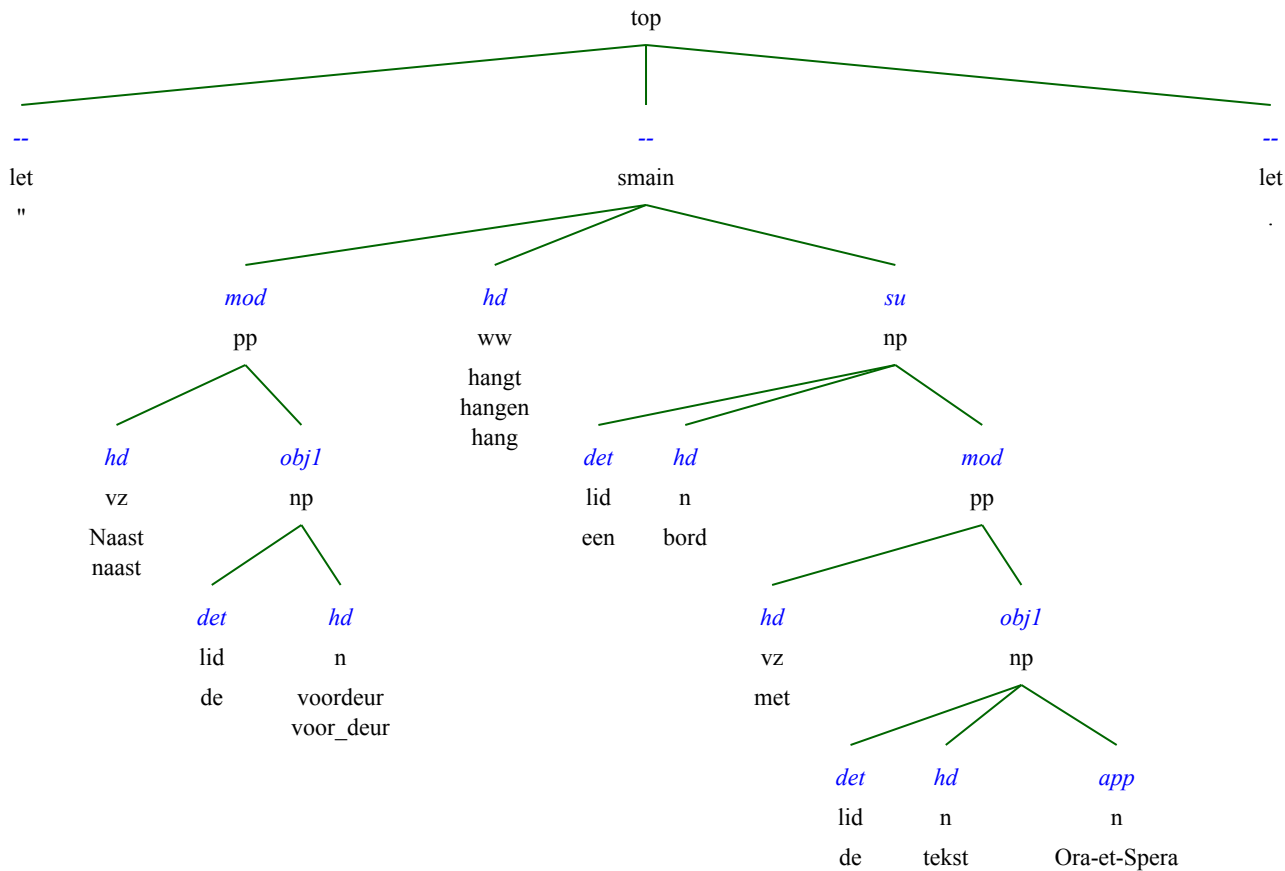 top
-- -- --
let smain let
" .
mod hd su
pp ww np
hangt
hangen
hang
hd obj1 det hd mod
vz np lid n pp
Naast een bord
naast
det hd hd obj1
lid n vz np
de voordeur met
voor_deur
det hd app
lid n n
de tekst Ora-et-Spera